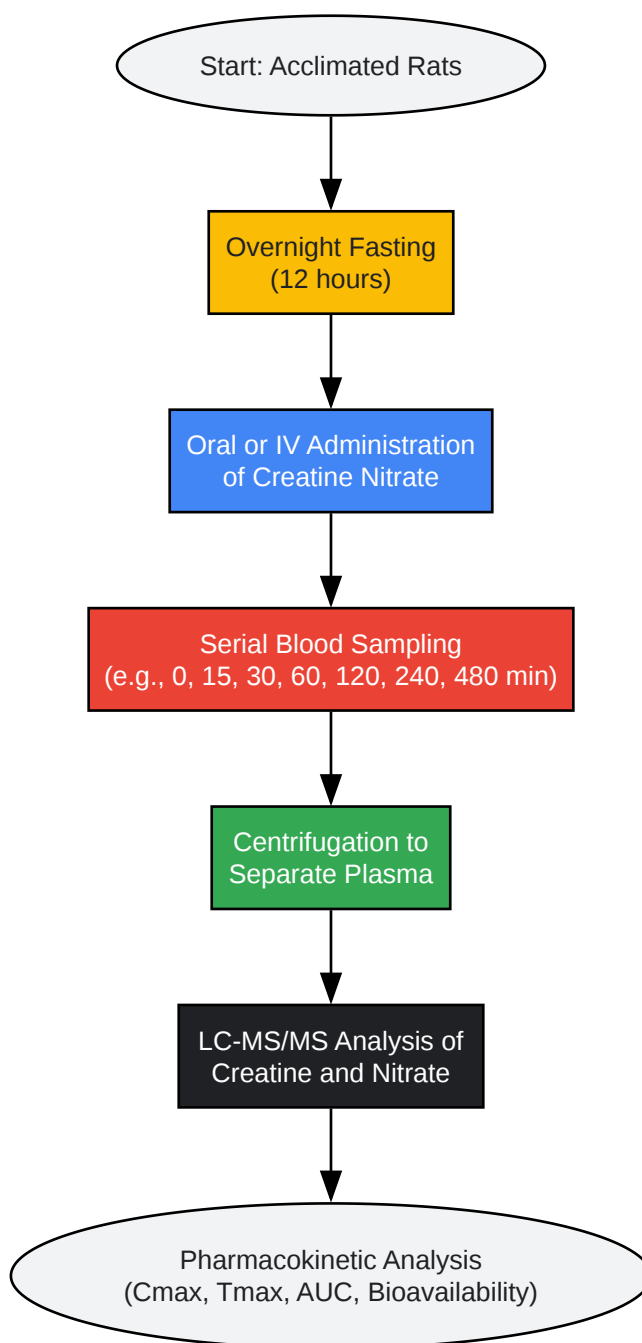 Start: Acclimated Rats
Overnight Fasting
(12 hours)
Oral or IV Administration
of Creatine Nitrate
Serial Blood Sampling
(e.g., 0, 15, 30, 60, 120, 240, 480 min)
Centrifugation to
Separate Plasma
LC-MS/MS Analysis of
Creatine and Nitrate
Pharmacokinetic Analysis
(Cmax, Tmax, AUC, Bioavailability)